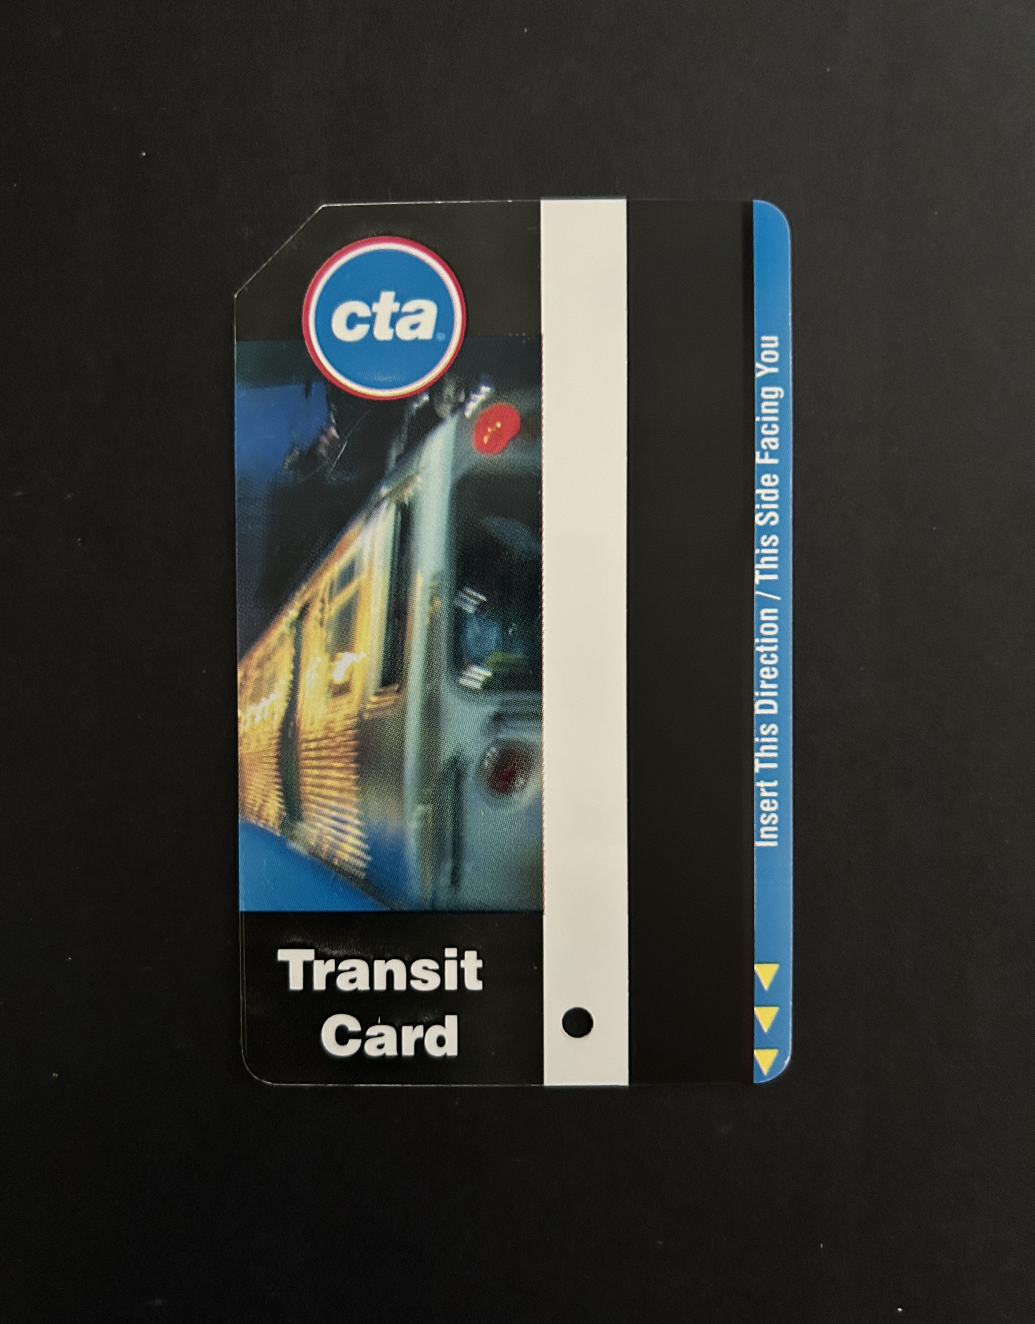 cta®
Transit
Card
Insert This Direction / This Side Facing You